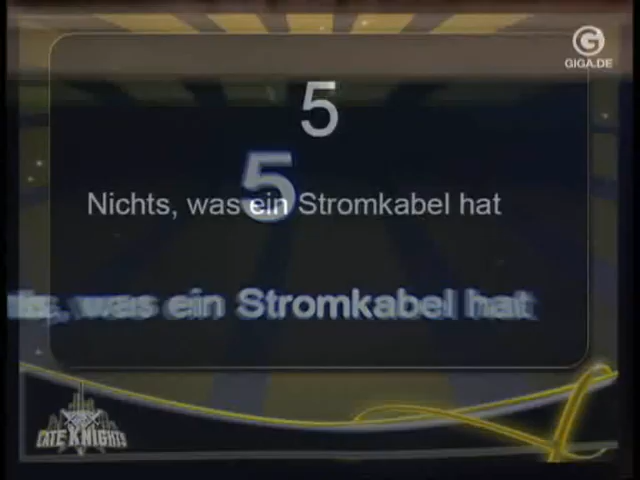 G
GIGA.DE
5
5
Nichts, was ein Stromkabel hat
was ein Stromkabel hat
LATE KNIGHTS